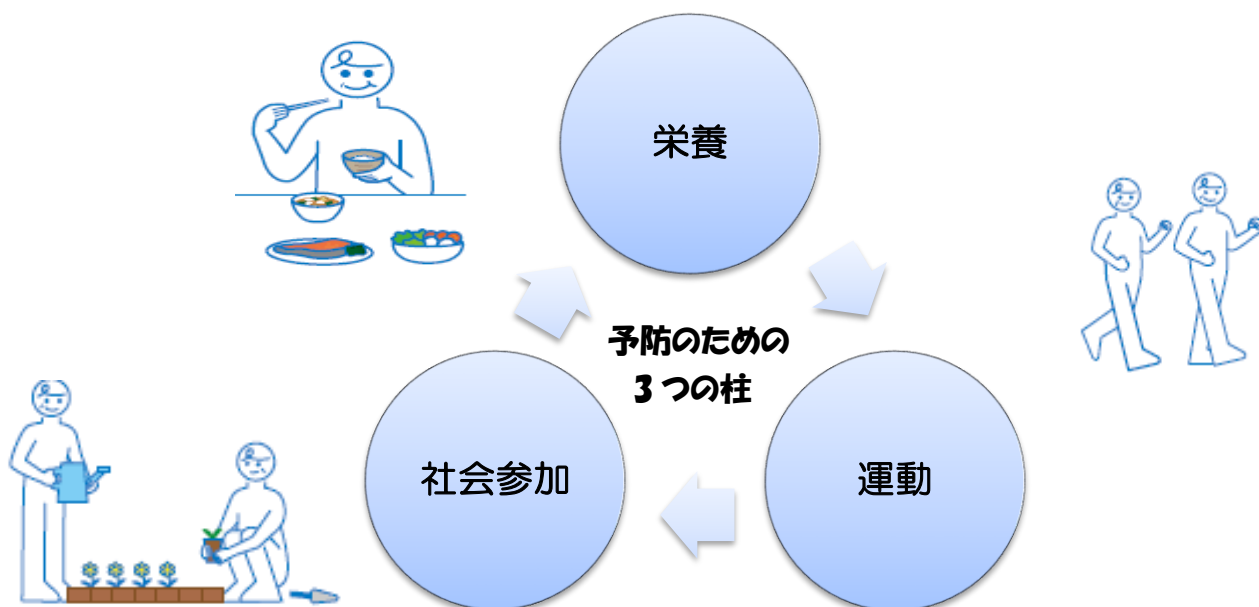 栄養
予防のための
3つの柱
社会参加
運動